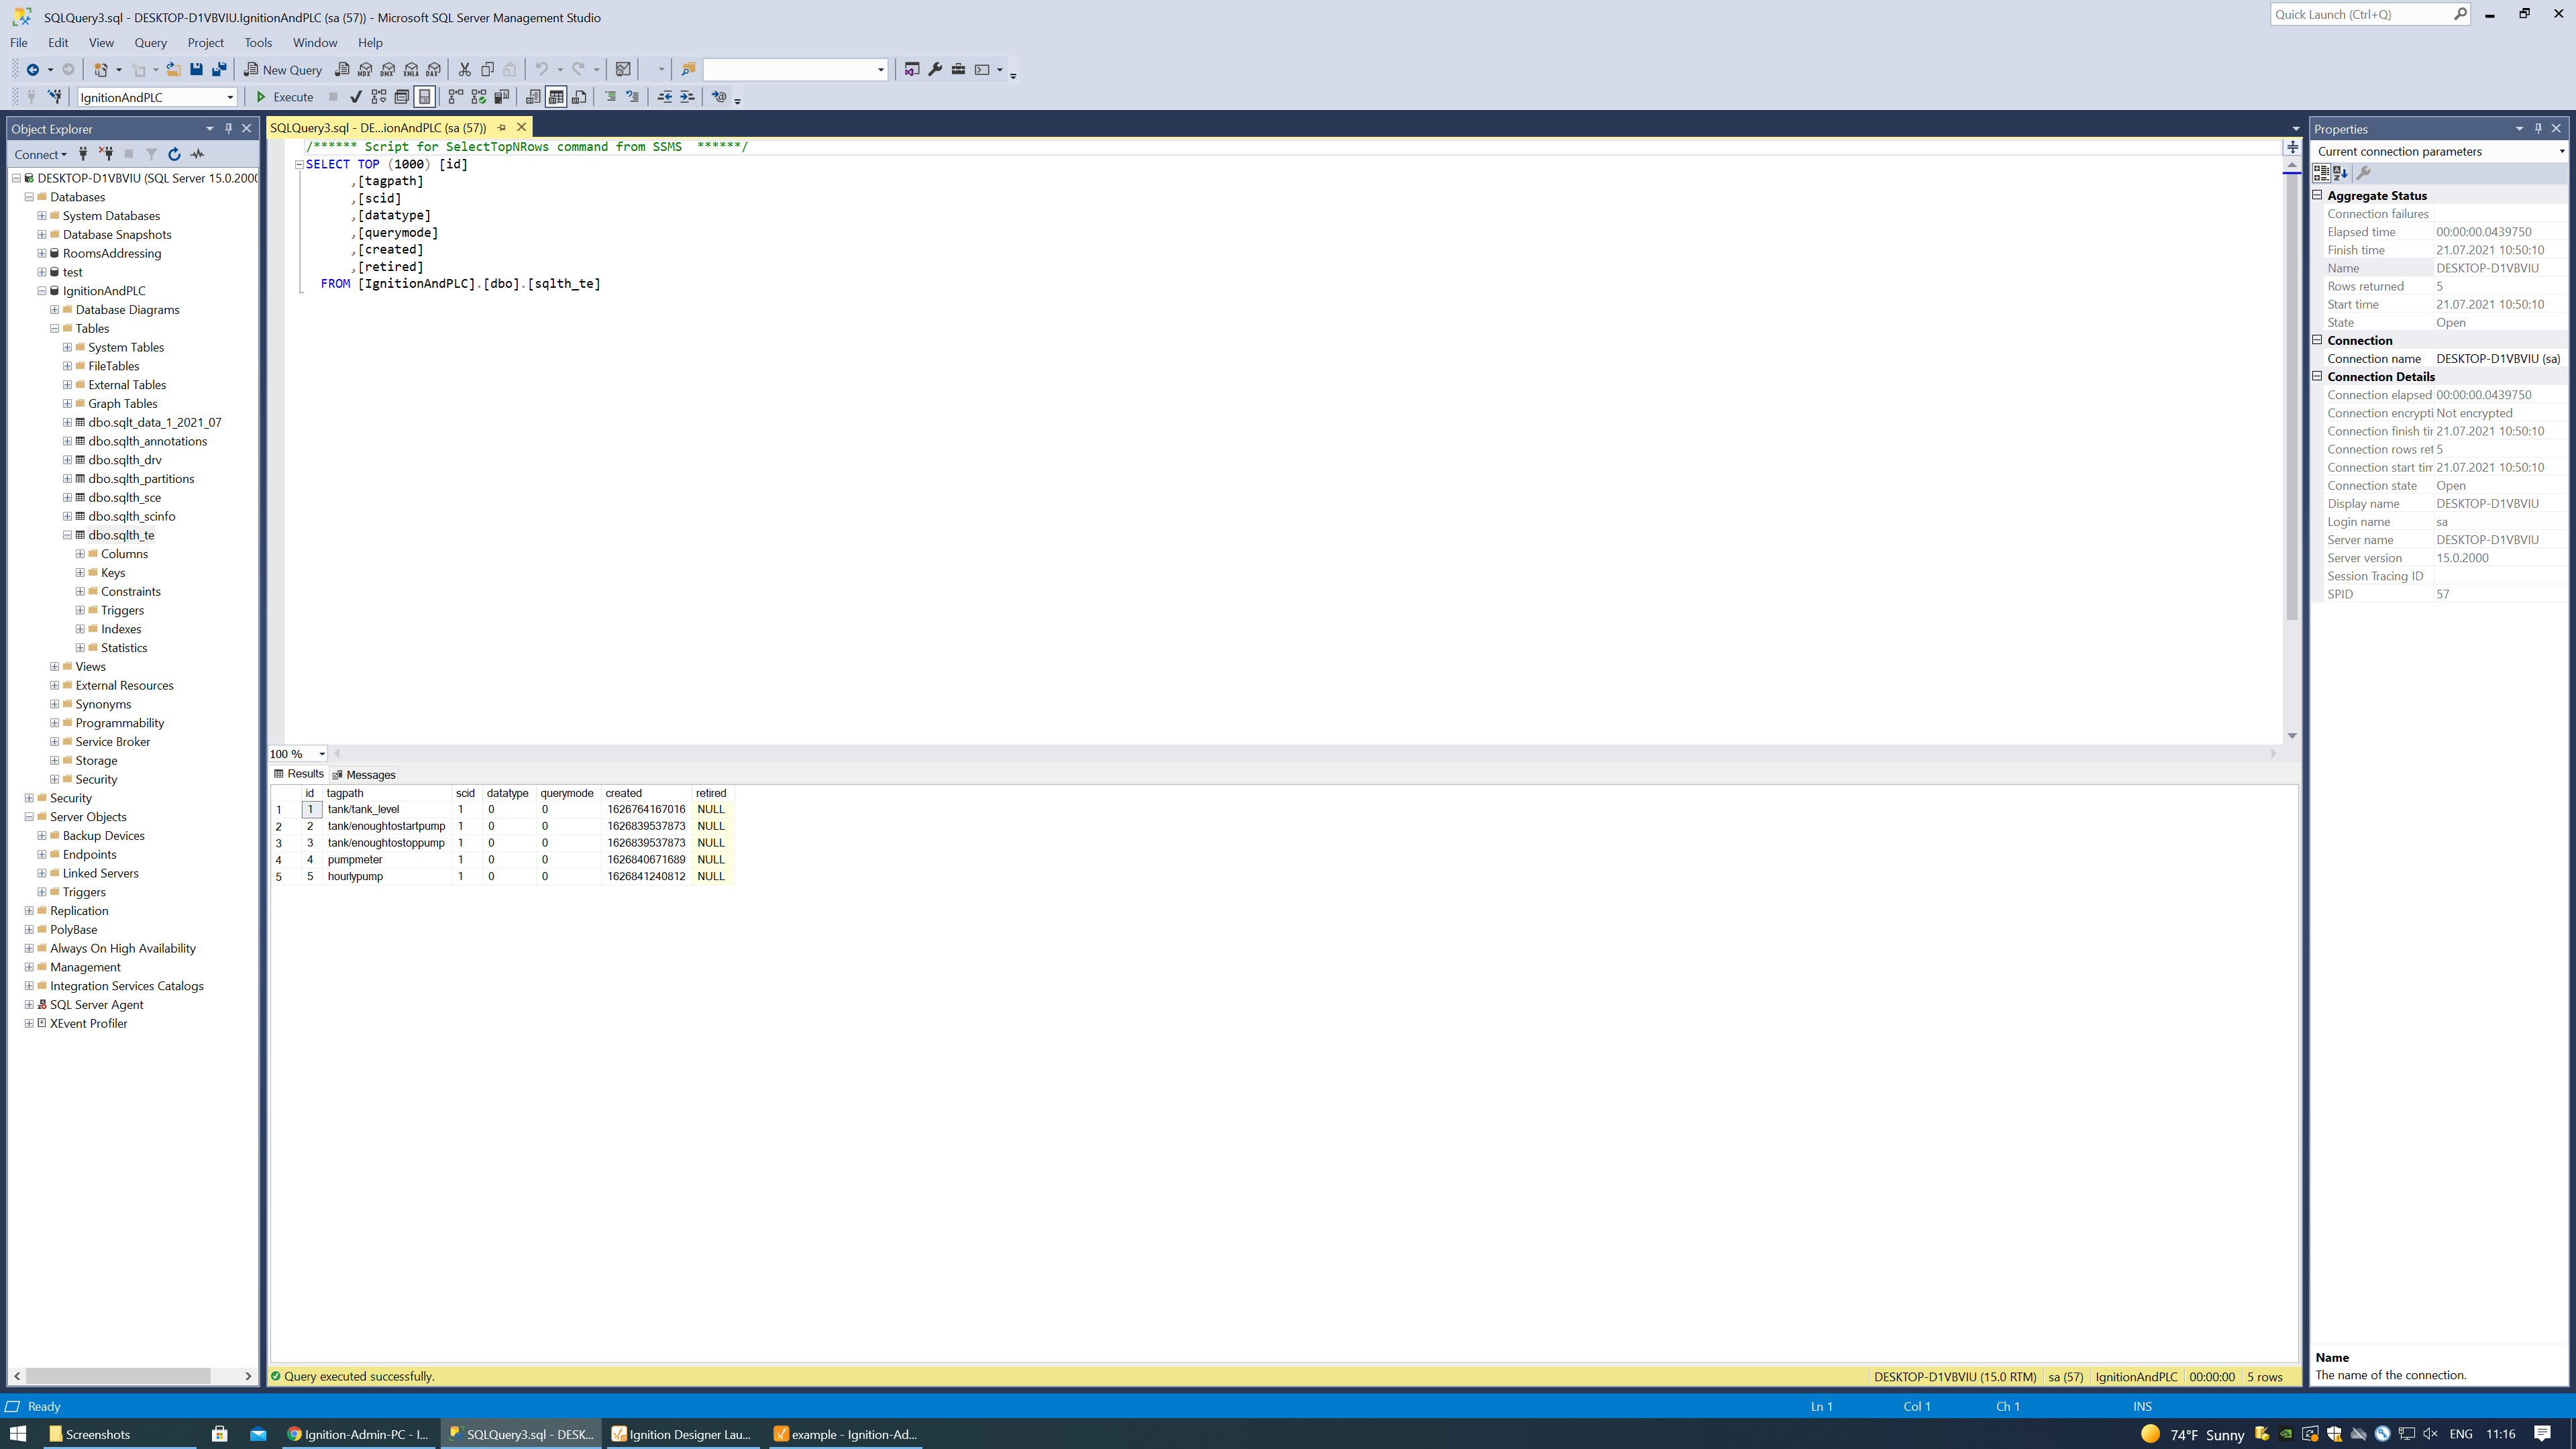 SQLQuery3.sql - DESKTOP-D1VBVIU.IgnitionAndPLC (sa (57)) - Microsoft SQL Server Management Studio
Quick Launch (Ctrl+Q)
File Edit View Query Project Tools Window Help
New Query
MDX DMX XMLA DAX
IgnitionAndPLC
Execute
Object Explorer
Connect
DESKTOP-D1VBVIU (SQL Server 15.0.2000
Databases
System Databases
Database Snapshots
RoomsAddressing
test
IgnitionAndPLC
Database Diagrams
Tables
System Tables
FileTables
External Tables
Graph Tables
dbo.sqlt_data_1_2021_07
dbo.sqlth_annotations
dbo.sqlth_drv
dbo.sqlth_partitions
dbo.sqlth_sce
dbo.sqlth_scinfo
dbo.sqlth_te
Columns
Keys
Constraints
Triggers
Indexes
Statistics
Views
External Resources
Synonyms
Programmability
Service Broker
Storage
Security
Security
Server Objects
Backup Devices
Endpoints
Linked Servers
Triggers
Replication
PolyBase
Always On High Availability
Management
Integration Services Catalogs
SQL Server Agent
XEvent Profiler
SQLQuery3.sql - DE...ionAndPLC (sa (57))
/****** Script for SelectTopNRows command from SSMS  ******/
SELECT TOP (1000) [id]
,[tagpath]
,[scid]
,[datatype]
,[querymode]
,[created]
,[retired]
FROM [IgnitionAndPLC].[dbo].[sqlth_te]
100 %
Results Messages
id tagpath scid datatype querymode created retired
1 1 tank/tank_level 1 0 0 1626764167016 NULL
2 2 tank/enoughtostartpump 1 0 0 1626839537873 NULL
3 3 tank/enoughtostoppump 1 0 0 1626839537873 NULL
4 4 pumpmeter 1 0 0 1626840671689 NULL
5 5 hourlypump 1 0 0 1626841240812 NULL
Query executed successfully.
DESKTOP-D1VBVIU (15.0 RTM) sa (57) IgnitionAndPLC 00:00:00 5 rows
Properties
Current connection parameters
Aggregate Status
Connection failures
Elapsed time 00:00:00.0439750
Finish time 21.07.2021 10:50:10
Name DESKTOP-D1VBVIU
Rows returned 5
Start time 21.07.2021 10:50:10
State Open
Connection
Connection name DESKTOP-D1VBVIU (sa)
Connection Details
Connection elapsed 00:00:00.0439750
Connection encrypti Not encrypted
Connection finish tir 21.07.2021 10:50:10
Connection rows ret 5
Connection start tim 21.07.2021 10:50:10
Connection state Open
Display name DESKTOP-D1VBVIU
Login name sa
Server name DESKTOP-D1VBVIU
Server version 15.0.2000
Session Tracing ID
SPID 57
Name
The name of the connection.
Ready
Ln 1 Col 1 Ch 1 INS
Screenshots
Ignition-Admin-PC - I...
SQLQuery3.sql - DESK...
Ignition Designer Lau...
example - Ignition-Ad...
74°F Sunny
ENG 11:16